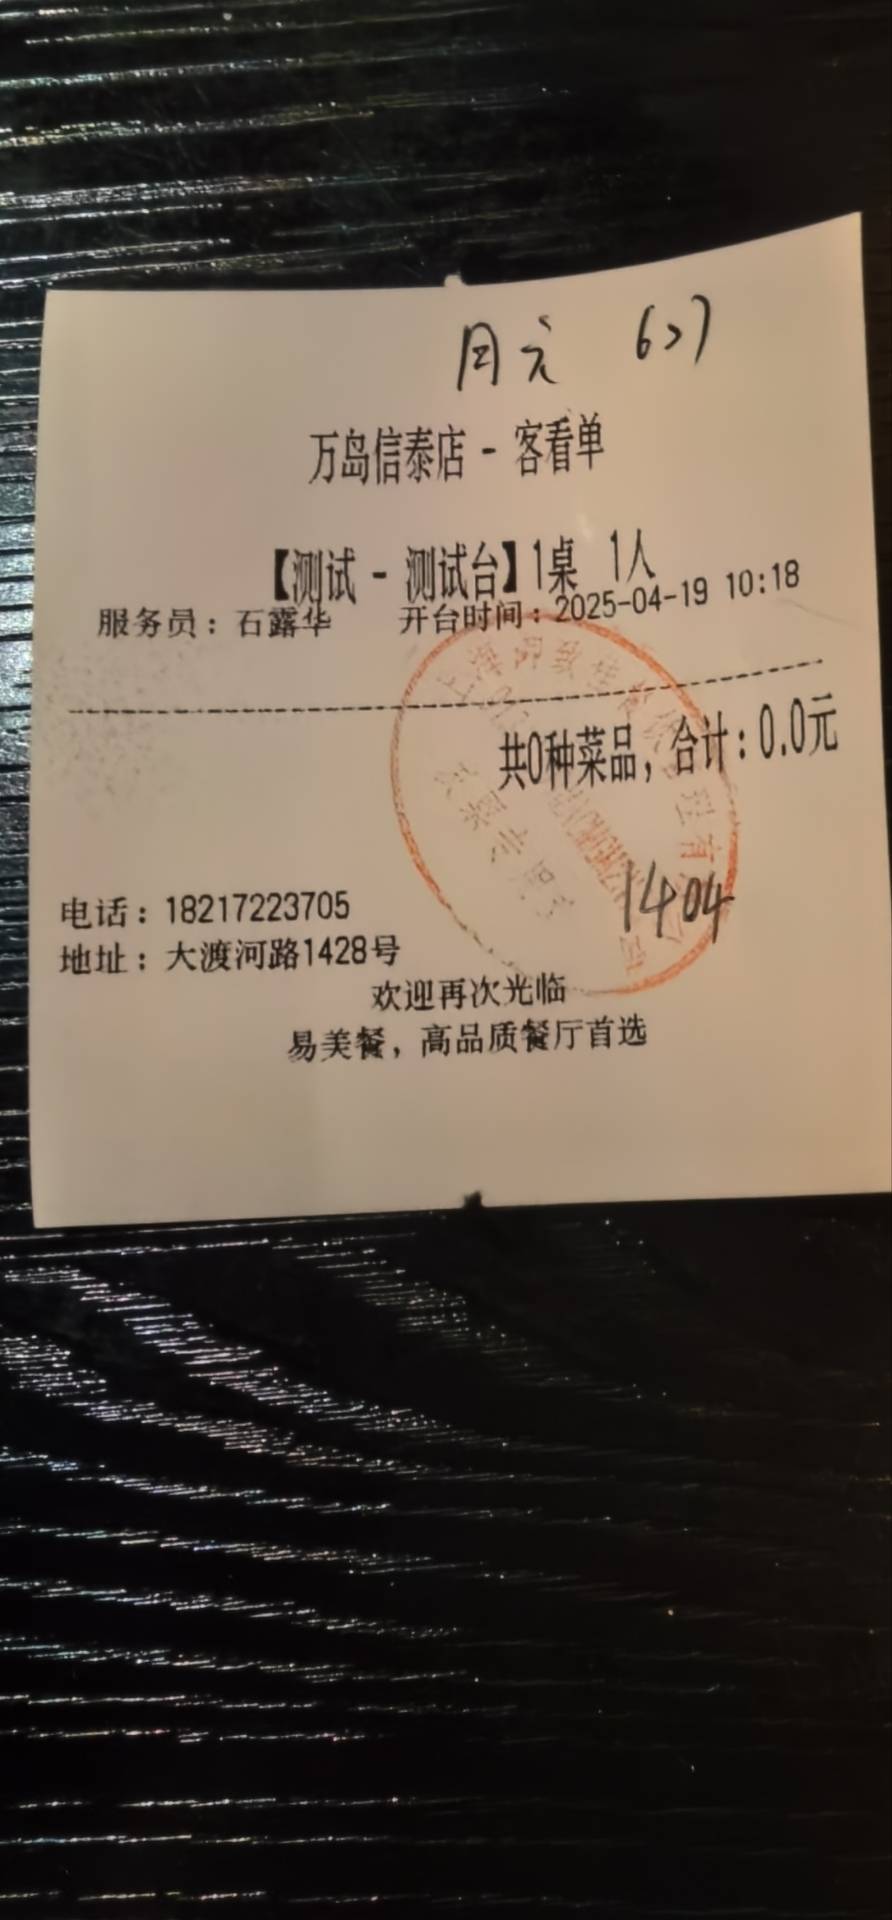 627
万岛信泰店 - 客看单
【测试 - 测试台】1桌 1人
服务员：石露华 开台时间：2025-04-19 10:18
共0种菜品，合计：0.0元
1404
电话：18217223705
地址：大渡河路1428号
欢迎再次光临
易美餐，高品质餐厅首选